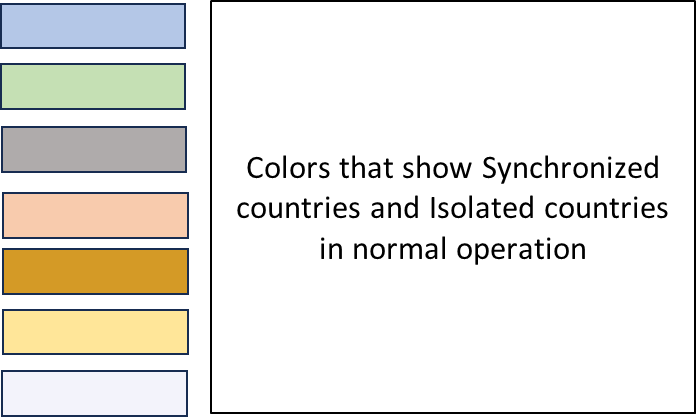 Colors that show Synchronized
countries and Isolated countries
in normal operation